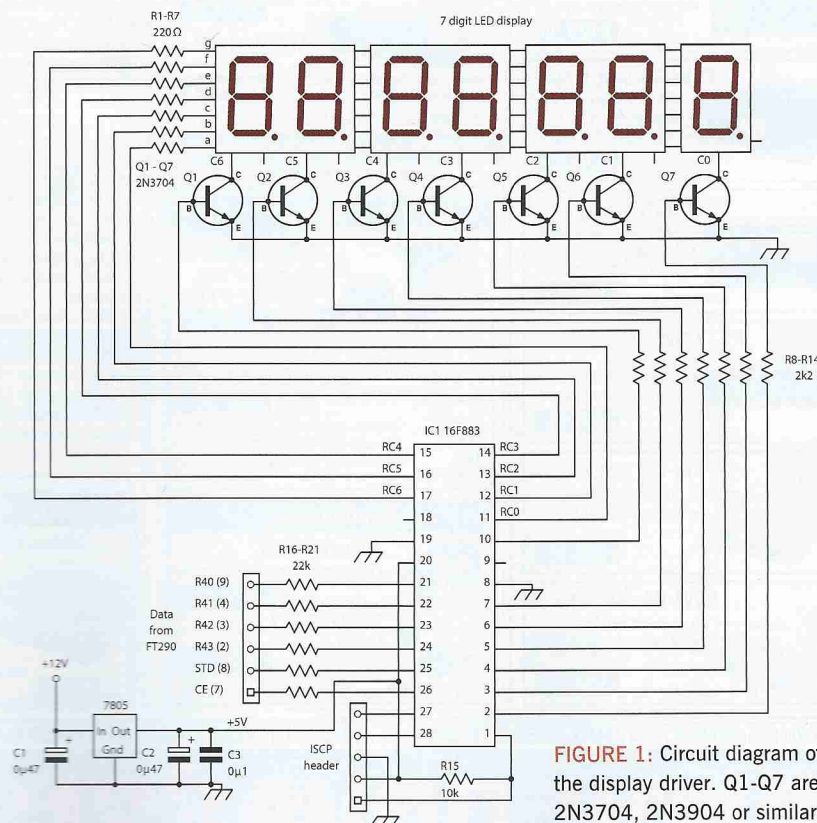 R1-R7
220Ω
7 digit LED display
g
f
e
d
c
b
a
C6
C5
C4
C3
C2
C1
C0
Q1 - Q7
2N3704
Q1
Q2
Q3
Q4
Q5
Q6
Q7
C
C
C
C
C
C
C
B
B
B
B
B
B
B
E
E
E
E
E
E
E
R8-R14
2k2
IC1 16F883
RC4
15
14
RC3
RC5
16
13
RC2
RC6
17
12
RC1
18
11
RC0
19
10
20
9
21
8
22
7
23
6
24
5
25
4
26
3
27
2
28
1
R16-R21
22k
Data
from
FT290
R40 (9)
R41 (4)
R42 (3)
R43 (2)
STD (8)
CE (7)
+12V
7805
In Out
Gnd
+5V
C1
0µ47
+
C2
0µ47
+
C3
0µ1
ISCP
header
R15
10k
FIGURE 1: Circuit diagram of
the display driver. Q1-Q7 are
2N3704, 2N3904 or similar